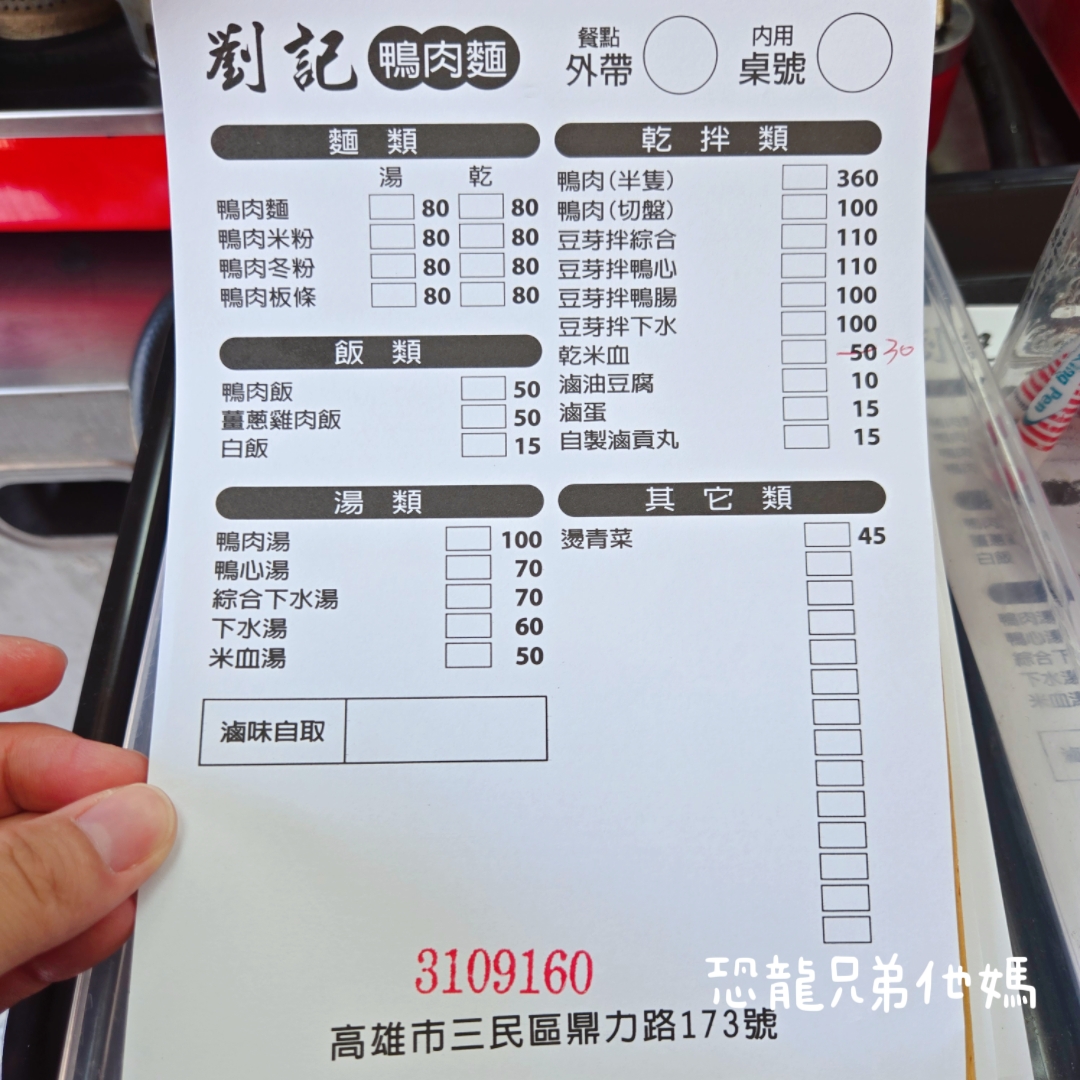 劉記 鴨肉麵 餐點 外帶 內用 桌號
麵 類
湯 乾
鴨肉麵 80 80
鴨肉米粉 80 80
鴨肉冬粉 80 80
鴨肉板條 80 80
飯 類
鴨肉飯 50
薑蔥雞肉飯 50
白飯 15
湯 類
鴨肉湯 100
鴨心湯 70
綜合下水湯 70
下水湯 60
米血湯 50
滷味自取
乾 拌 類
鴨肉(半隻) 360
鴨肉(切盤) 100
豆芽拌綜合 110
豆芽拌鴨心 110
豆芽拌鴨腸 100
豆芽拌下水 100
乾米血 50 30
滷油豆腐 10
滷蛋 15
自製滷貢丸 15
其 它 類
燙青菜 45
3109160
高雄市三民區鼎力路173號
恐龍兄弟他媽
Pen